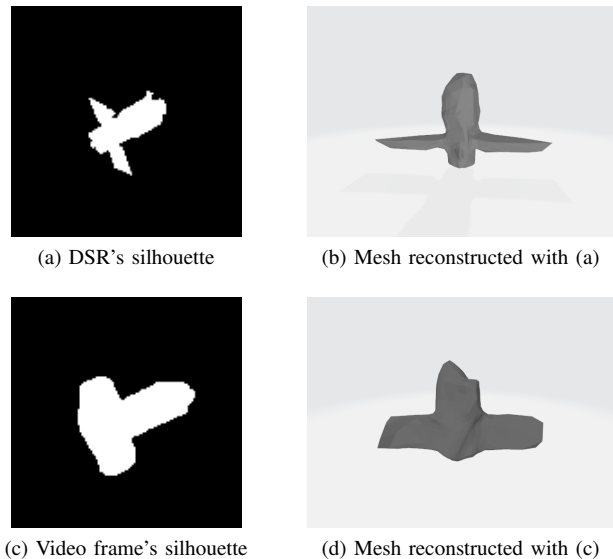 (a) DSR's silhouette
(b) Mesh reconstructed with (a)
(c) Video frame's silhouette
(d) Mesh reconstructed with (c)